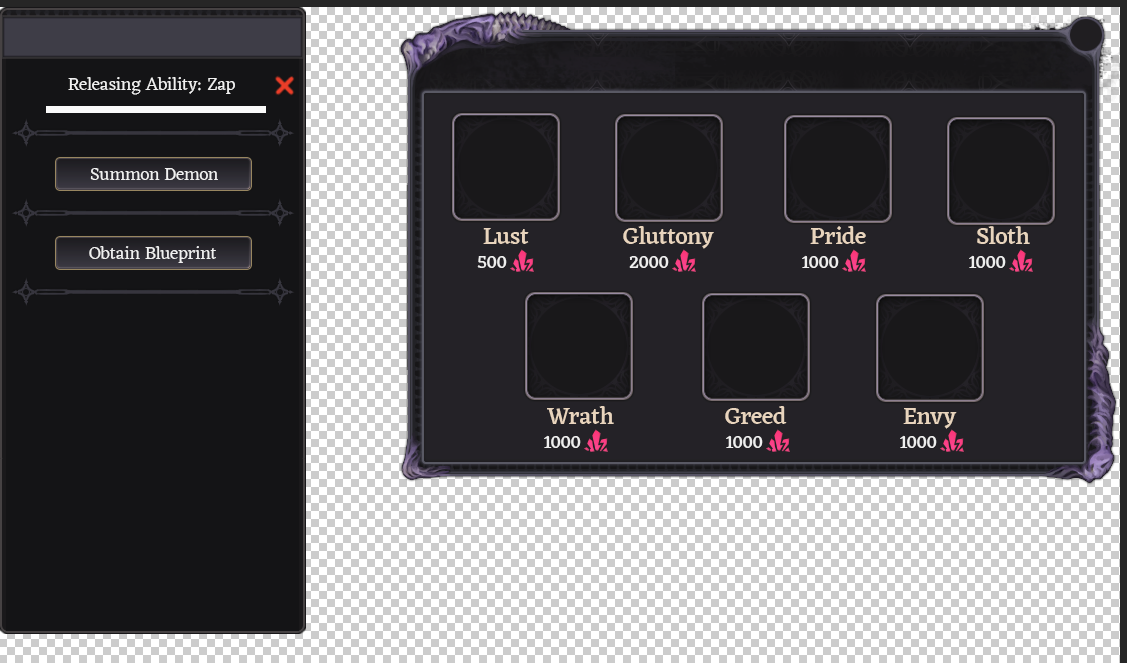 Releasing Ability: Zap
Summon Demon
Obtain Blueprint
Lust
500
Gluttony
2000
Pride
1000
Sloth
1000
Wrath
1000
Greed
1000
Envy
1000